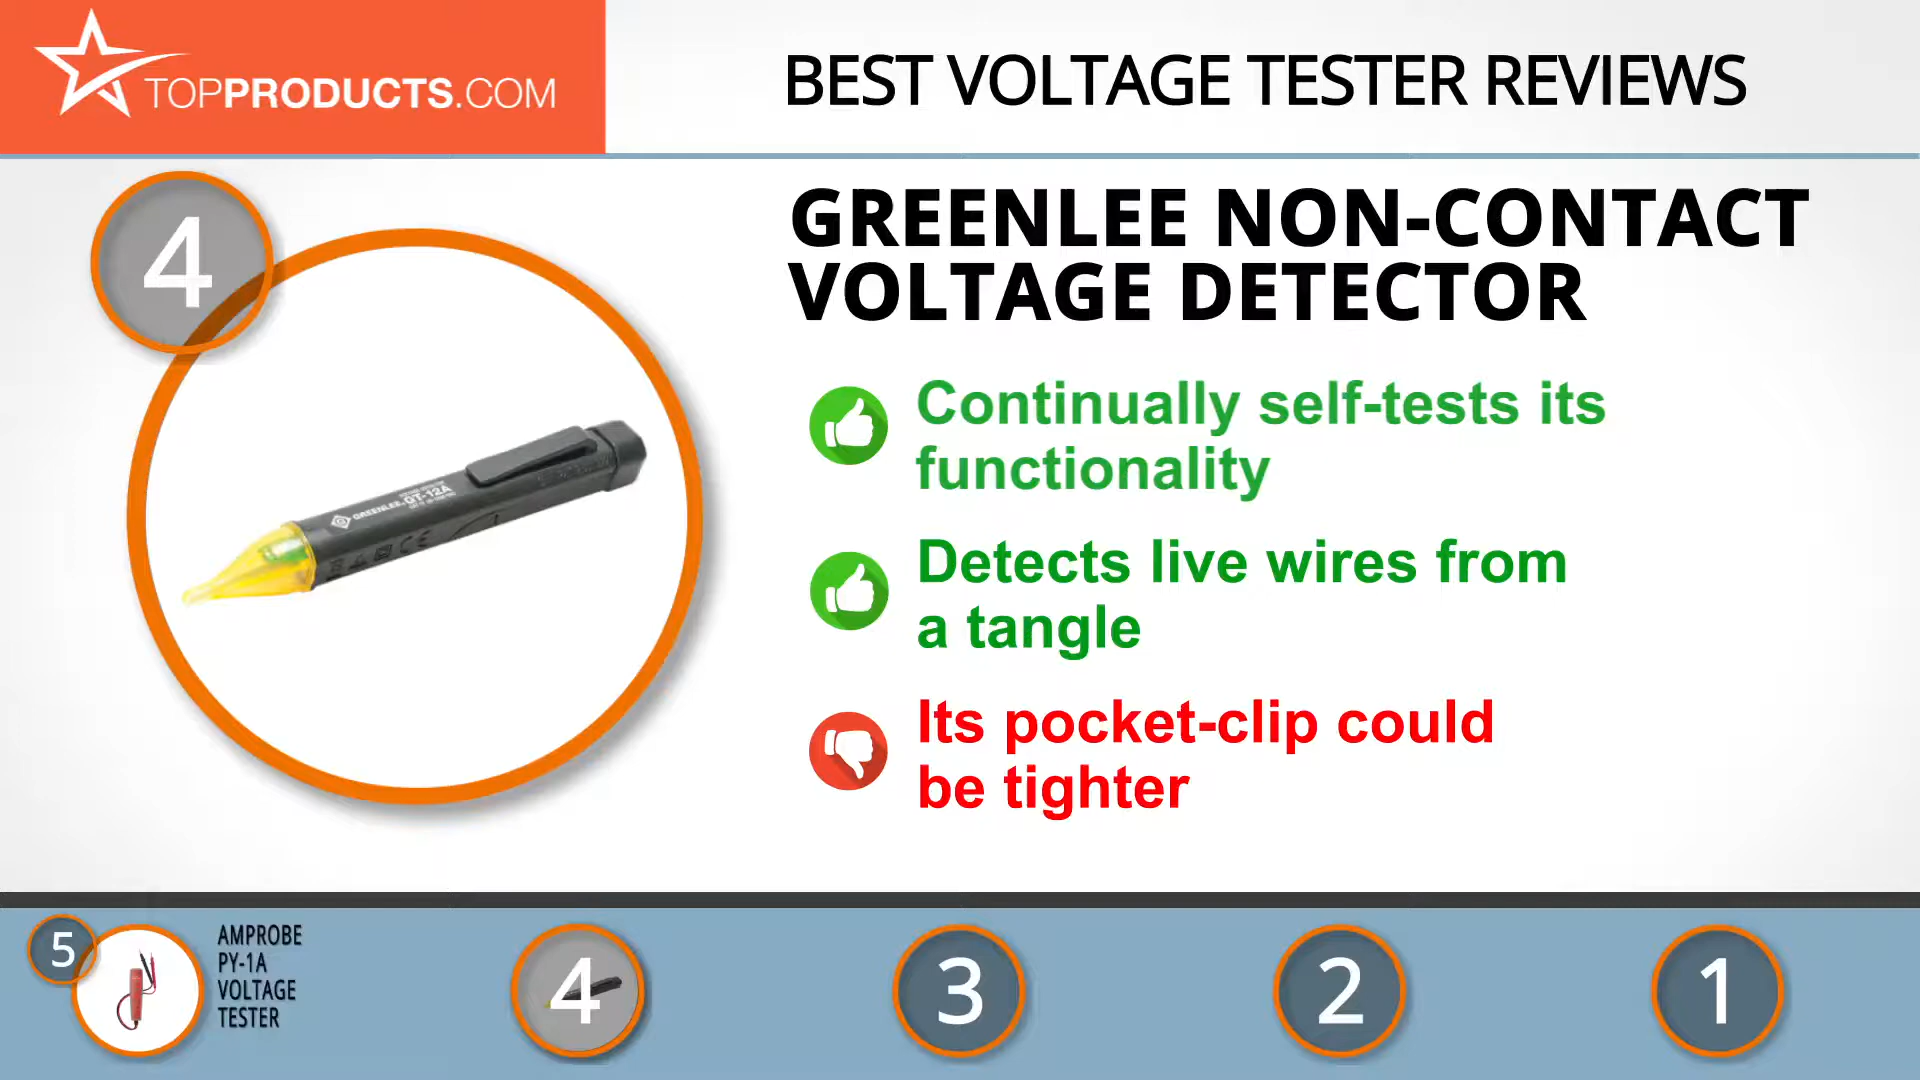 TOPPRODUCTS.COM
BEST VOLTAGE TESTER REVIEWS
4
GREENLEE NON-CONTACT
VOLTAGE DETECTOR
Continually self-tests its
functionality
Detects live wires from
a tangle
Its pocket-clip could
be tighter
GREENLEE GT-12A
5
AMPROBE
PY-1A
VOLTAGE
TESTER
4
3
2
1